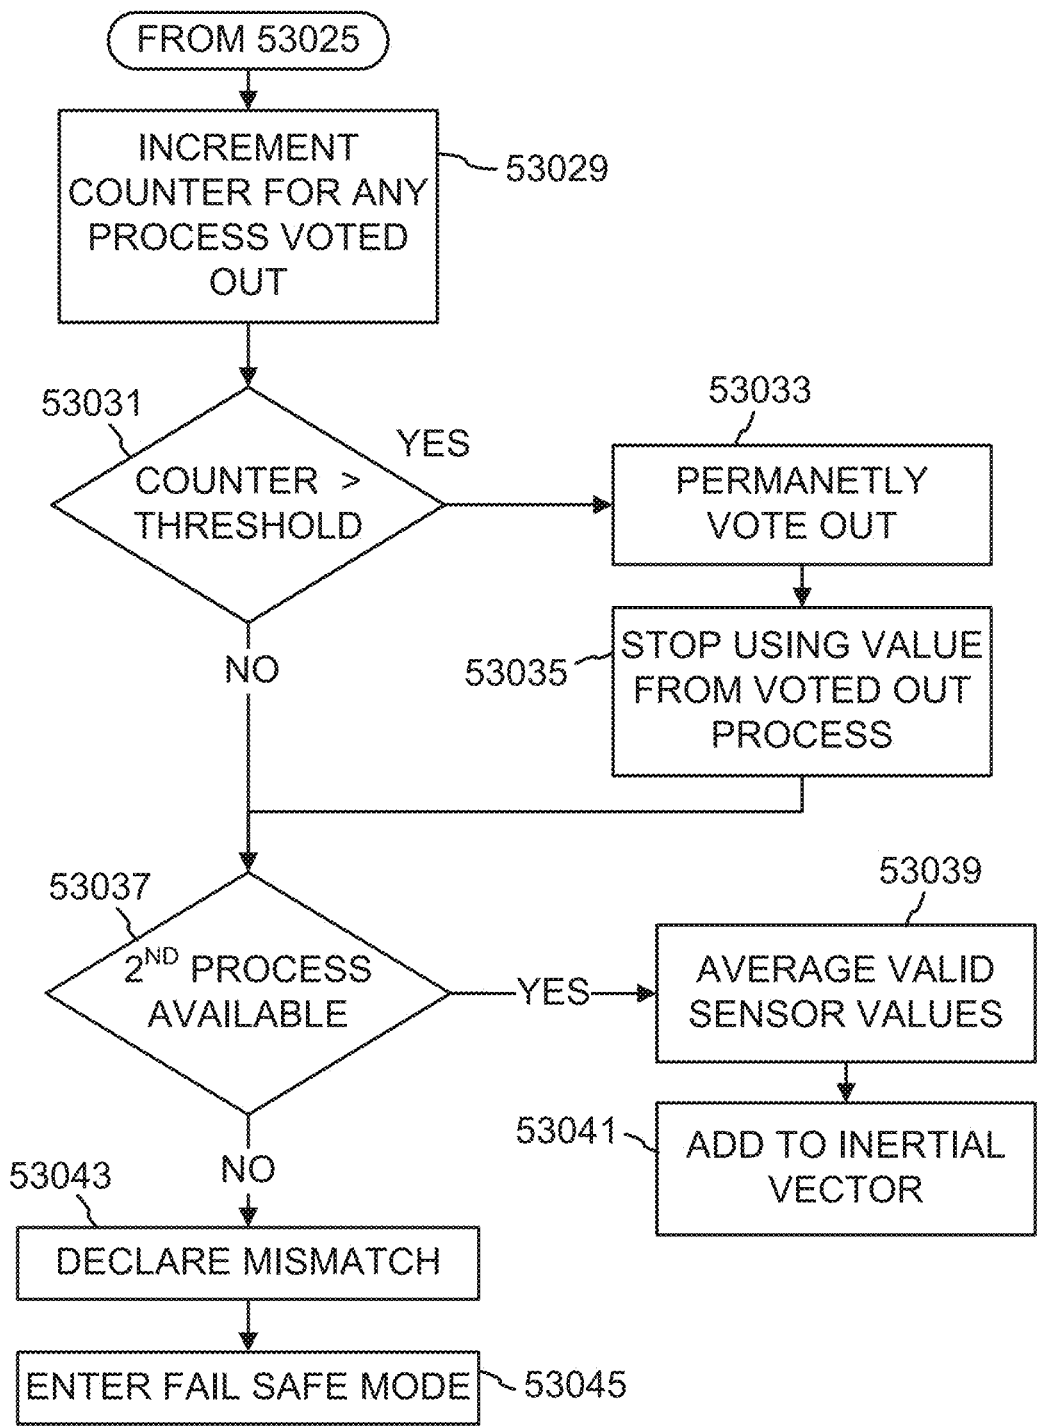 FROM 53025
INCREMENT
COUNTER FOR ANY
PROCESS VOTED
OUT
53029
53031
COUNTER >
THRESHOLD
YES
NO
53033
PERMANETLY
VOTE OUT
53035
STOP USING VALUE
FROM VOTED OUT
PROCESS
53037
2ND PROCESS
AVAILABLE
YES
53039
AVERAGE VALID
SENSOR VALUES
53041
ADD TO INERTIAL
VECTOR
NO
53043
DECLARE MISMATCH
ENTER FAIL SAFE MODE
53045